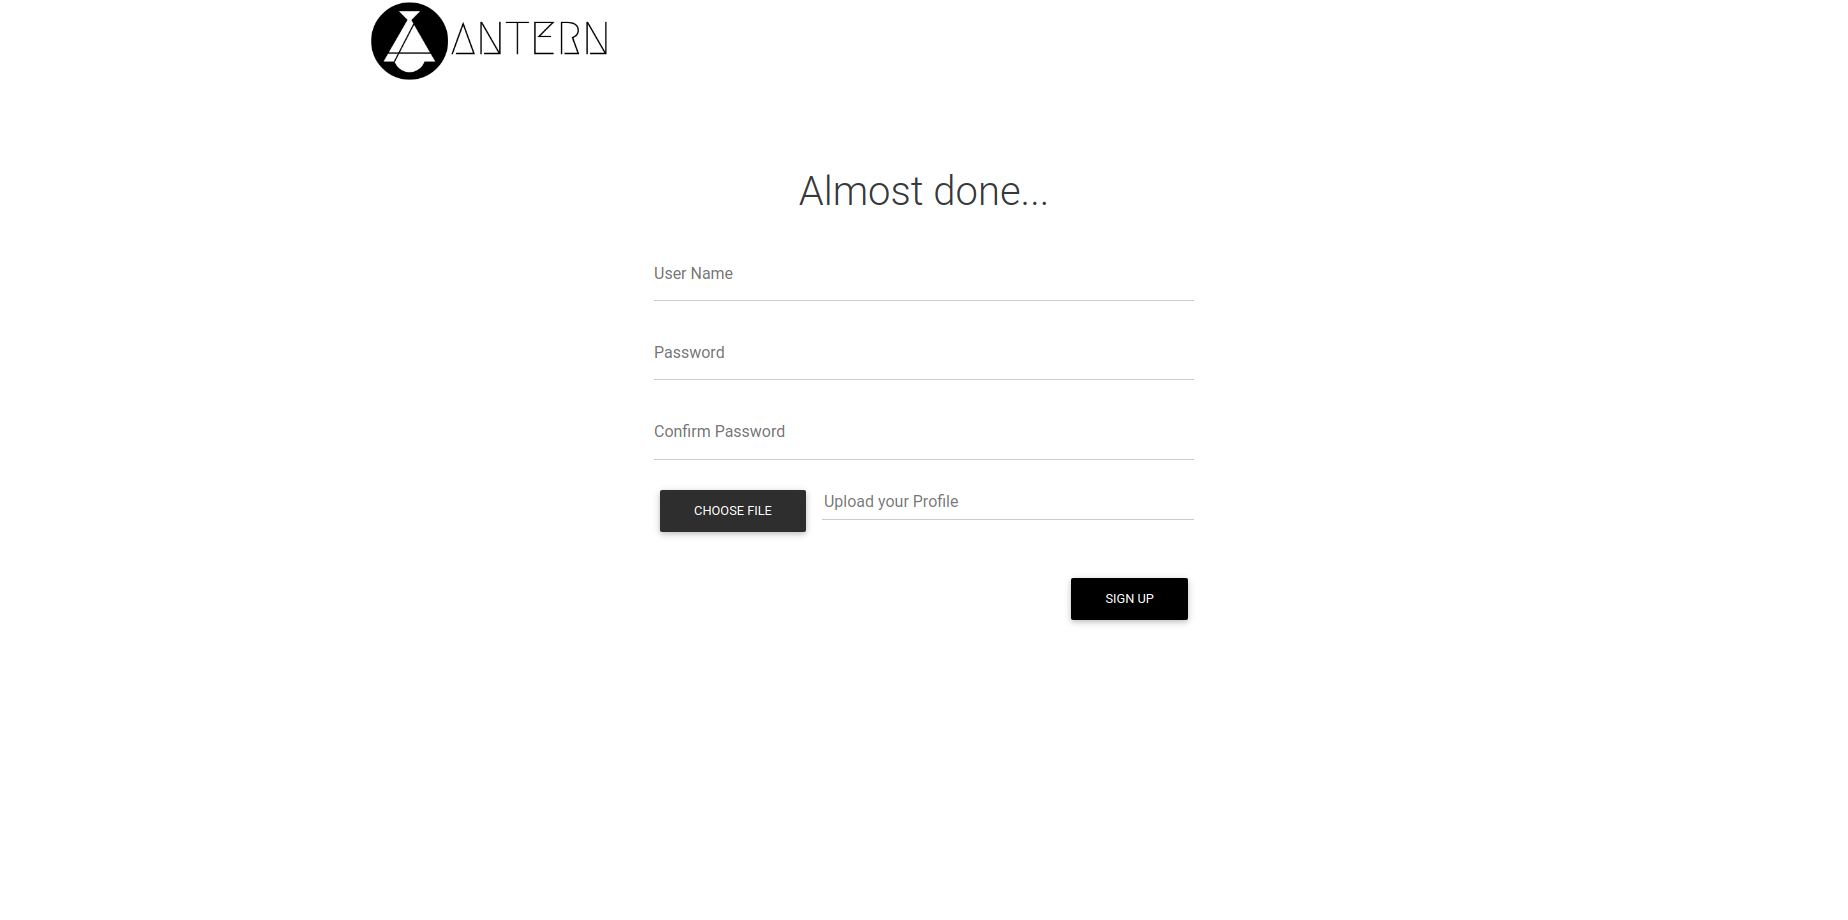 ANTERN
Almost done...
User Name
Password
Confirm Password
CHOOSE FILE
Upload your Profile
SIGN UP